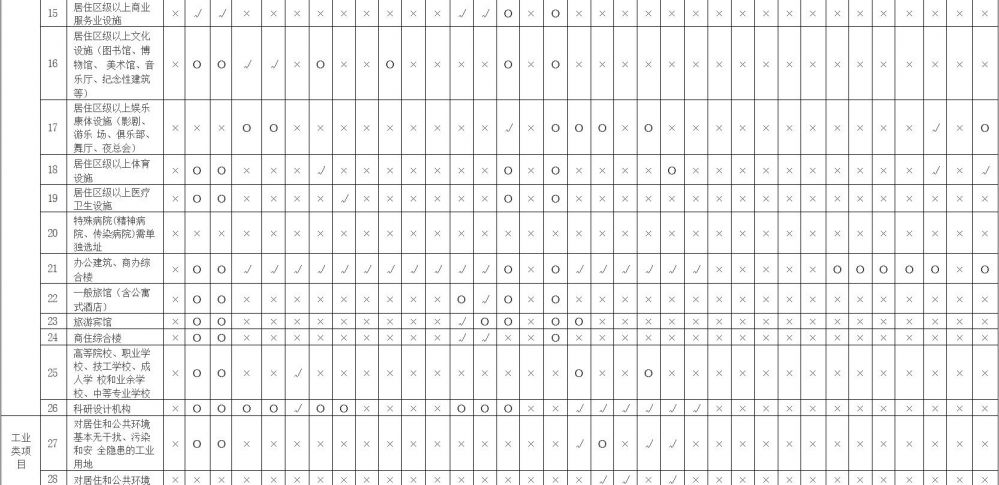 15
居住区级以上商业
服务业设施
× √ √ × × × × × × × × × √ √ O × O × × × × × × × × × × × × × × × × × ×
16
居住区级以上文化
设施（图书馆、博
物馆、 美术馆、音
乐厅、纪念性建筑
等）
× O O √ √ × O × × O × × × × O × O × × × × × × × × × × × × × × × × × ×
17
居住区级以上娱乐
康体设施（影剧、
游乐 场、俱乐部、
舞厅、夜总会）
× × × O O × × × × × × × × × √ × O O O × O × × × × × × × × × × × √ × O
18
居住区级以上体育
设施
× O O × × × √ × × × × × × × O × O × × × × O × × × × × × × × × × √ × √
19
居住区级以上医疗
卫生设施
× O O × × × × √ × × × × × × O × O × × × × × × × × × × × × × × × × × ×
20
特殊病院(精神病
院、传染病院)需单
独选址
× × × × × × × × × × × × × × × × × × × × × × × × × × × × × × × × × × ×
21
办公建筑、商办综
合楼
× O O √ √ √ √ √ √ √ √ √ √ √ O × O √ √ √ √ √ √ × × × × × O O O O O × O
22
一般旅馆（含公寓
式酒店）
× O O × × × × × × × × × O √ O × O × × × × × × × × × × × × × × × × × ×
23
旅游宾馆
× O O × × × × × × × × × √ O O × O O × × × × × × × × × × × × × × × × ×
24
商住综合楼
× O O × × × × × × × × × √ √ × × O × × × × × × × × × × × × × × × × × ×
25
高等院校、职业学
校、技工学校、成
人学 校和业余学
校、中等专业学校
× O O × × √ × × × × × × × × × × × O × × O × × × × × × × × × × × × × ×
26
科研设计机构
× O O O O √ O O × × × × O O O × × √ √ √ √ √ √ × × × × × × × × × × × ×
工业
类项
目
27
对居住和公共环境
基本无干扰、污染
和安 全隐患的工业
用地
× O O × × × × × × × × × × × × × × √ O × √ √ × × × × × × × × × × × × ×
28
对居住和公共环境
× × × × × × × × × × × × × × × × × × √ √ × √ × × × × × × × × × × × × ×